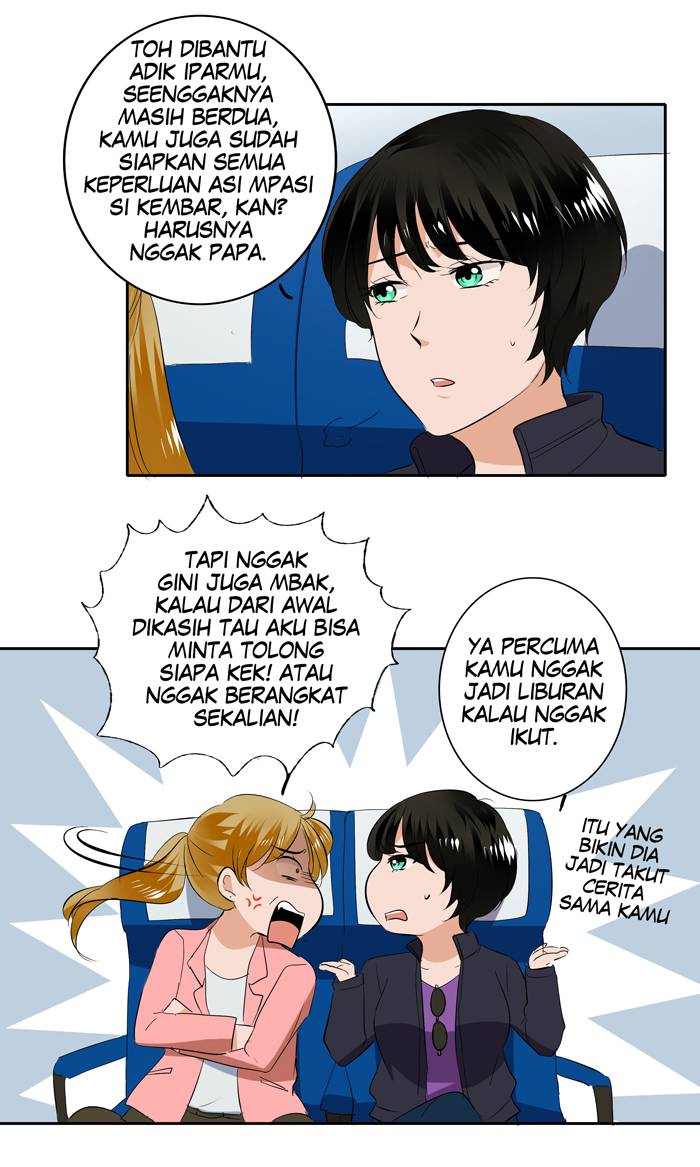 TOH DIBANTU
ADIK IPARMU,
SEENGGAKNYA
MASIH BERDUA,
KAMU JUGA SUDAH
SIAPKAN SEMUA
KEPERLUAN ASI MPASI
SI KEMBAR, KAN?
HARUSNYA
NGGAK PAPA.
TAPI NGGAK
GINI JUGA MBAK,
KALAU DARI AWAL
DIKASIH TAU AKU BISA
MINTA TOLONG
SIAPA KEK! ATAU
NGGAK BERANGKAT
SEKALIAN!
YA PERCUMA
KAMU NGGAK
JADI LIBURAN
KALAU NGGAK
IKUT.
ITU YANG
BIKIN DIA
JADI TAKUT
CERITA
SAMA KAMU